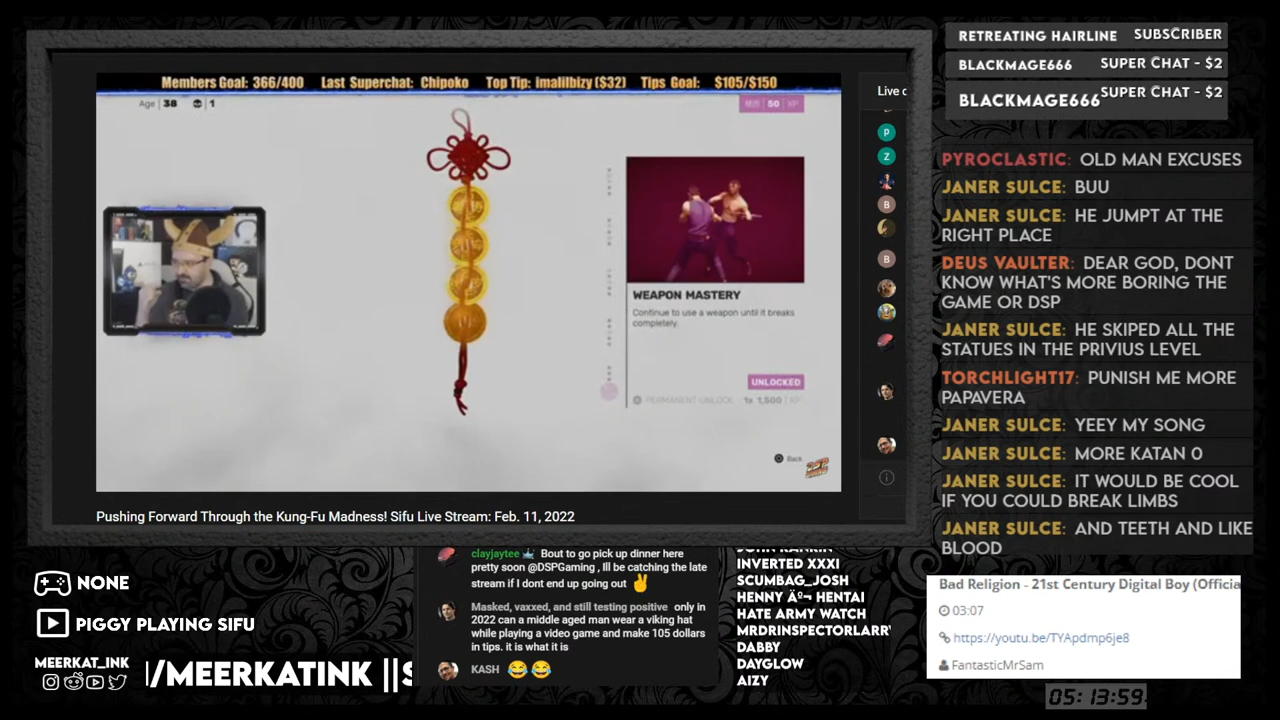 Members Goal: 366/400 Last Superchat: Chipoko Top Tip: imalilbizy ($32) Tips Goal: $105/$150
Age | 38 | 1
50 XP
Live c
P
Z
B
B
WEAPON MASTERY
Continue to use a weapon until it breaks
completely.
UNLOCKED
PERMANENT UNLOCK 1x 1,500 | XP
Back
Pushing Forward Through the Kung-Fu Madness! Sifu Live Stream: Feb. 11, 2022
RETREATING HAIRLINE SUBSCRIBER
BLACKMAGE666 SUPER CHAT - $2
BLACKMAGE666 SUPER CHAT - $2
PYROCLASTIC: OLD MAN EXCUSES
JANER SULCE: BUU
JANER SULCE: HE JUMPT AT THE
RIGHT PLACE
DEUS VAULTER: DEAR GOD, DONT
KNOW WHAT'S MORE BORING THE
GAME OR DSP
JANER SULCE: HE SKIPED ALL THE
STATUES IN THE PRIVIUS LEVEL
TORCHLIGHT17: PUNISH ME MORE
PAPAVERA
JANER SULCE: YEEY MY SONG
JANER SULCE: MORE KATAN O
JANER SULCE: IT WOULD BE COOL
IF YOU COULD BREAK LIMBS
JANER SULCE: AND TEETH AND LIKE
BLOOD
NONE
PIGGY PLAYING SIFU
MEERKAT_INK
/MEERKATINK ||S
clayjaytee Bout to go pick up dinner here
pretty soon @DSPGaming , Ill be catching the late
stream if I dont end up going out ✌
Masked, vaxxed, and still testing positive only in
2022 can a middle aged man wear a viking hat
while playing a video game and make 105 dollars
in tips. it is what it is
KASH 😂😂
JOHN RANKIN
INVERTED XXXI
SCUMBAG_JOSH
HENNY Äº¬ HENTAI
HATE ARMY WATCH
MRDRINSPECTORLARRY
DABBY
DAYGLOW
AIZY
Bad Religion - 21st Century Digital Boy (Officia
03:07
https://youtu.be/TYApdmp6je8
FantasticMrSam
05:13:59